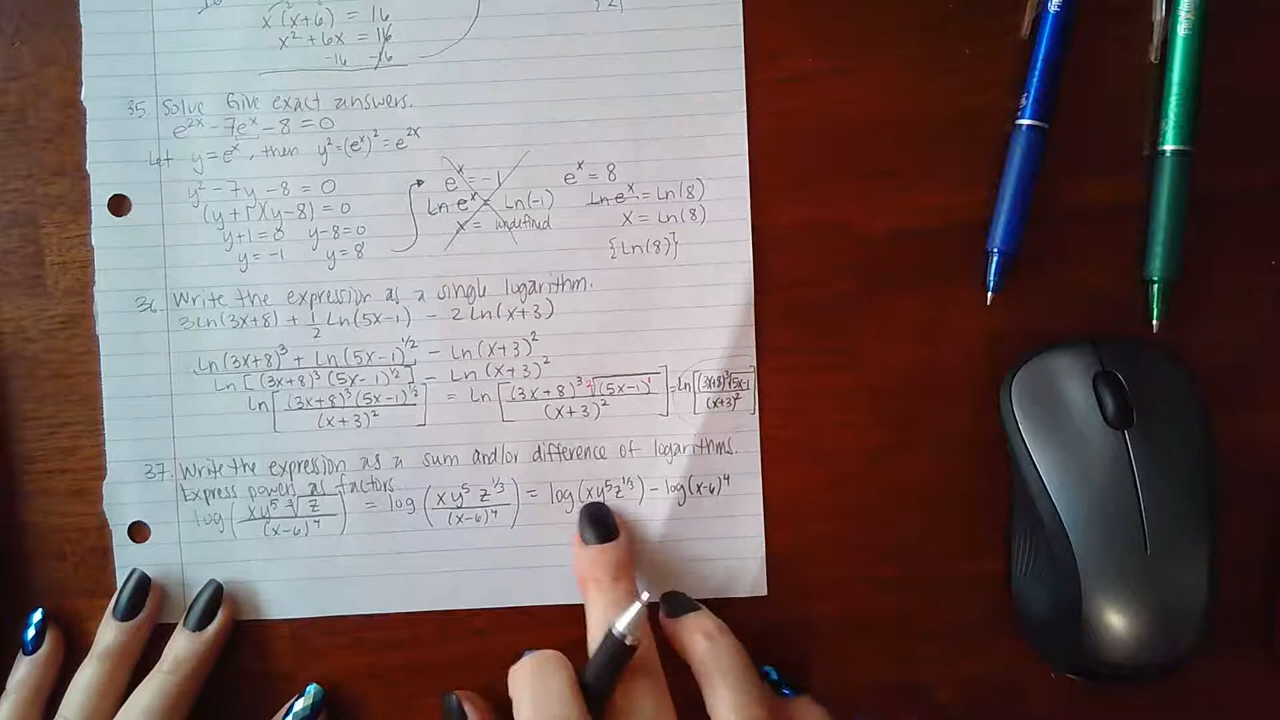 x(x+6) = 16
x² + 6x = 16
-16 -16
35 Solve Give exact answers.
e^2x - 7e^x - 8 = 0
Let y = e^x, then y² = (e^x)² = e^2x
y² - 7y - 8 = 0
(y+1)(y-8) = 0
y+1=0 y-8=0
y = -1 y = 8
e^x = -1
Ln e^x = Ln(-1)
x = undefined
e^x = 8
Ln e^x = Ln(8)
x = Ln(8)
{Ln(8)}
36. Write the expression as a single logarithm.
3Ln(3x+8) + 1/2 Ln(5x-1) - 2Ln(x+3)
Ln(3x+8)³ + Ln(5x-1)^1/2 - Ln(x+3)²
Ln[(3x+8)³(5x-1)^1/2] - Ln(x+3)²
Ln[(3x+8)³(5x-1)^1/2 / (x+3)²] = Ln[(3x+8)³ ²√(5x-1)¹ / (x+3)²] = Ln[(3x+8)³√5x-1 / (x+3)²]
37. Write the expression as a sum and/or difference of logarithms.
Express powers as factors.
log(xy⁵ ³√z / (x-6)⁴) = log(xy⁵ z^1/3 / (x-6)⁴) = log(xy⁵z^1/3) - log(x-6)⁴